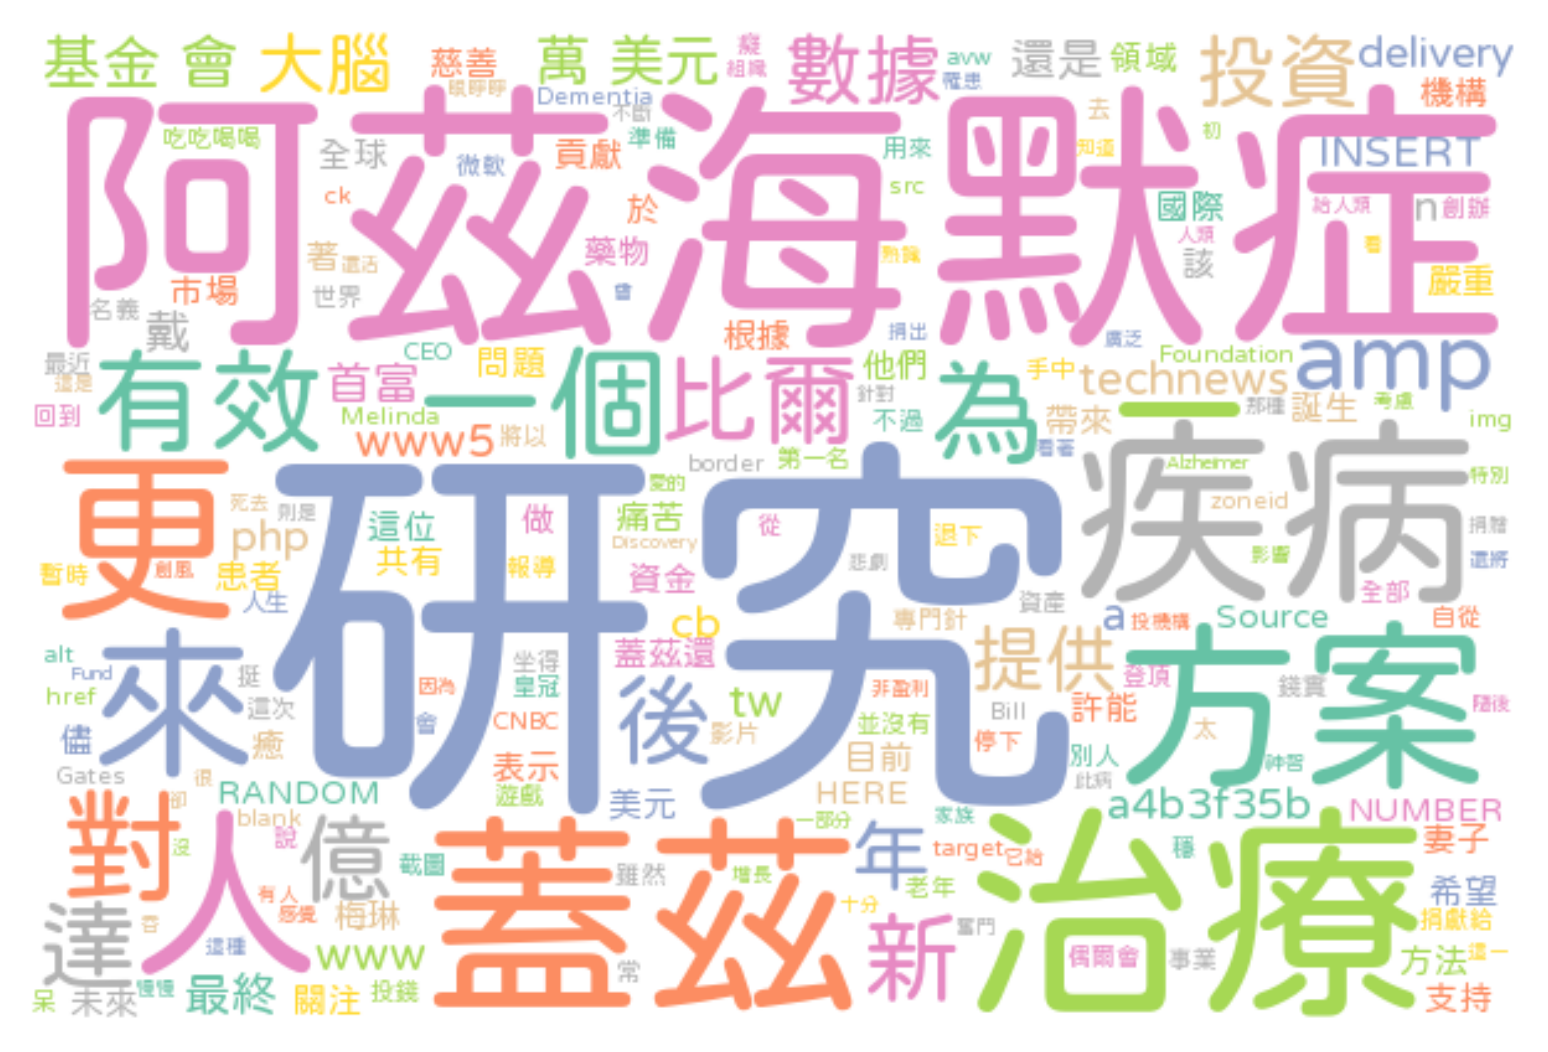 基金 會 大腦 慈善 萬 美元 癡 數據 avw 還是 領域 投資 delivery
眼睜睜 Dementia 組織 罹患 機構
阿茲海默症
吃吃喝喝 全球 微軟 貢獻 不斷 準備 用來 去 知道 初 INSERT
ck 於 src 國際 給人類 n 創辦
著 還活 藥物 熱識 人類 該 看
市場 世界 曾 嚴重
名義 戴 根據 捐出 廣泛
最近 有效 首富 CEO 問題 一個 比爾 他們 為 手中 Foundation technews amp
這是 針對 一 那種 誕生 考慮
回到 Melinda www5 將以 不過 帶來 img
border 第一名 看著 疾病 Alzheimer
更 研究 死去 則是 愛的 zoneid 特別
php 這位 做 痛苦 從 退下 捐贈
共有 Discovery 悲劇 影響 還將
暫時 創風 患者 報導 資金 資產 全部
人生 cb 專門針 a 投機構 Source 自從
alt 來 坐得 蓋茲還 提供 登頂 方案
Fund 挺 因為 皇冠 非盈利 錢實
href 這次 後 tw Bill 許能 隨後
儘 癒 會 CNBC 影片 並沒有 停下 太
Gates 很 表示 目前 別人 此病
RANDOM 遊戲 美元 HERE a4b3f35b NUMBER
對 卻 blank 一部分 家族
人 說 億 蓋茲 年 target 它給 治療 妻子
沒 截圖 雖然 增長 老年 穩 希望
達 有人 感覺 梅琳 十分 捐獻給
容 這種 www 新 奮鬥 偶爾會 事業 方法 這一
呆 未來 慢慢 最終 關注 投錢 常 支持